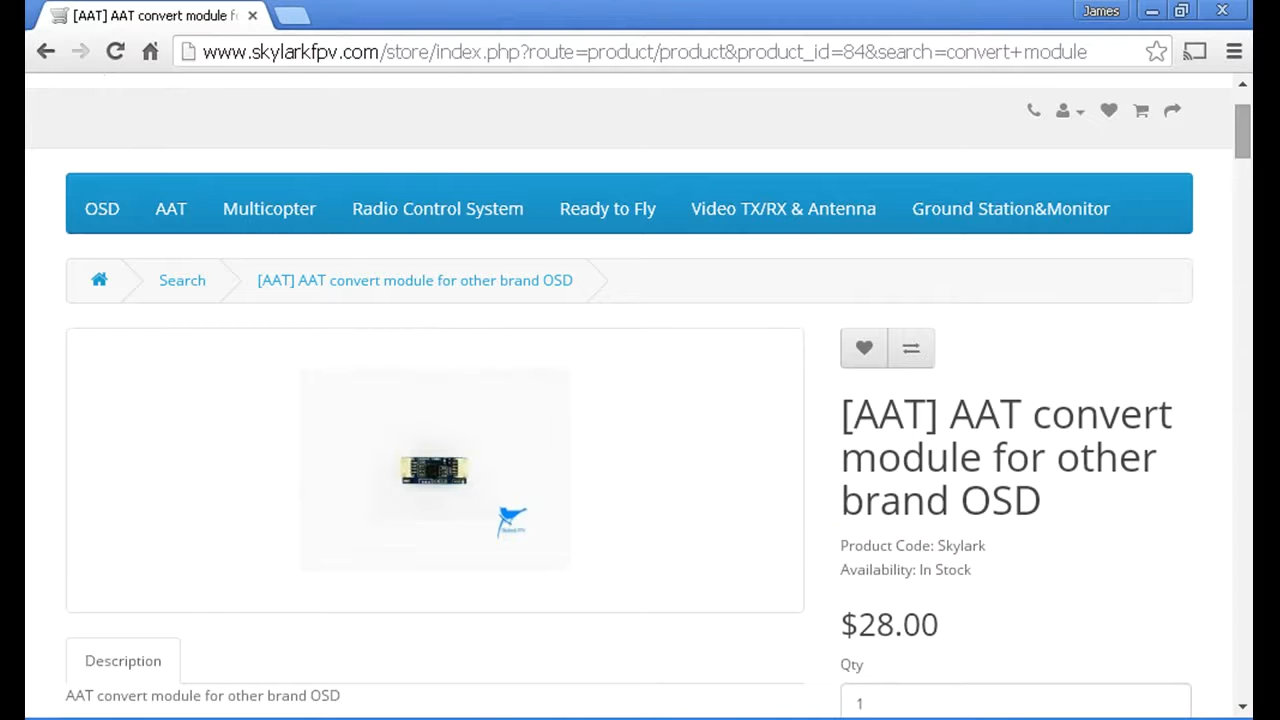 [AAT] AAT convert module f
James
www.skylarkfpv.com/store/index.php?route=product/product&product_id=84&search=convert+module
OSD AAT Multicopter Radio Control System Ready to Fly Video TX/RX & Antenna Ground Station&Monitor
Search [AAT] AAT convert module for other brand OSD
[AAT] AAT convert
module for other
brand OSD
Product Code: Skylark
Availability: In Stock
$28.00
Qty
1
Description
AAT convert module for other brand OSD